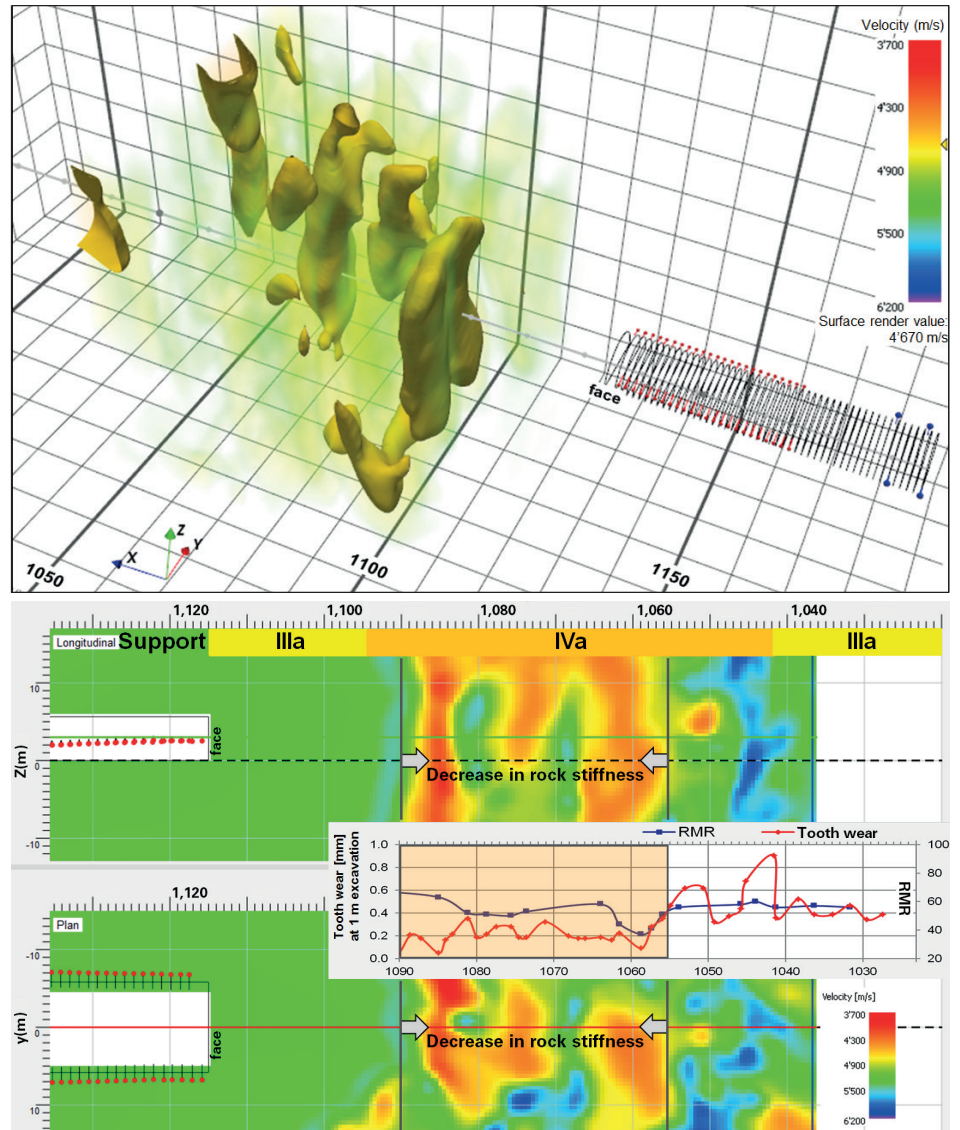 Velocity (m/s)
3'700
4'300
4'900
5'500
6'200
Surface render value:
4'670 m/s
face
Z
Y
X
1050
1100
1150
1,120 1,100 1,080 1,060 1,040
Longitudinal Support IIIa IVa IIIa
10
face
Z(m)
0
Decrease in rock stiffness
-10
RMR Tooth wear
Tooth wear [mm]
at 1 m excavation
1.0 100
0.8 80
0.6 60
0.4 40
0.2
0.0 20
RMR
1090 1080 1070 1060 1050 1040 1030
1,120
Plan
-10
y(m)
0
face
Decrease in rock stiffness
10
Velocity [m/s]
3'700
4'300
4'900
5'500
6'200